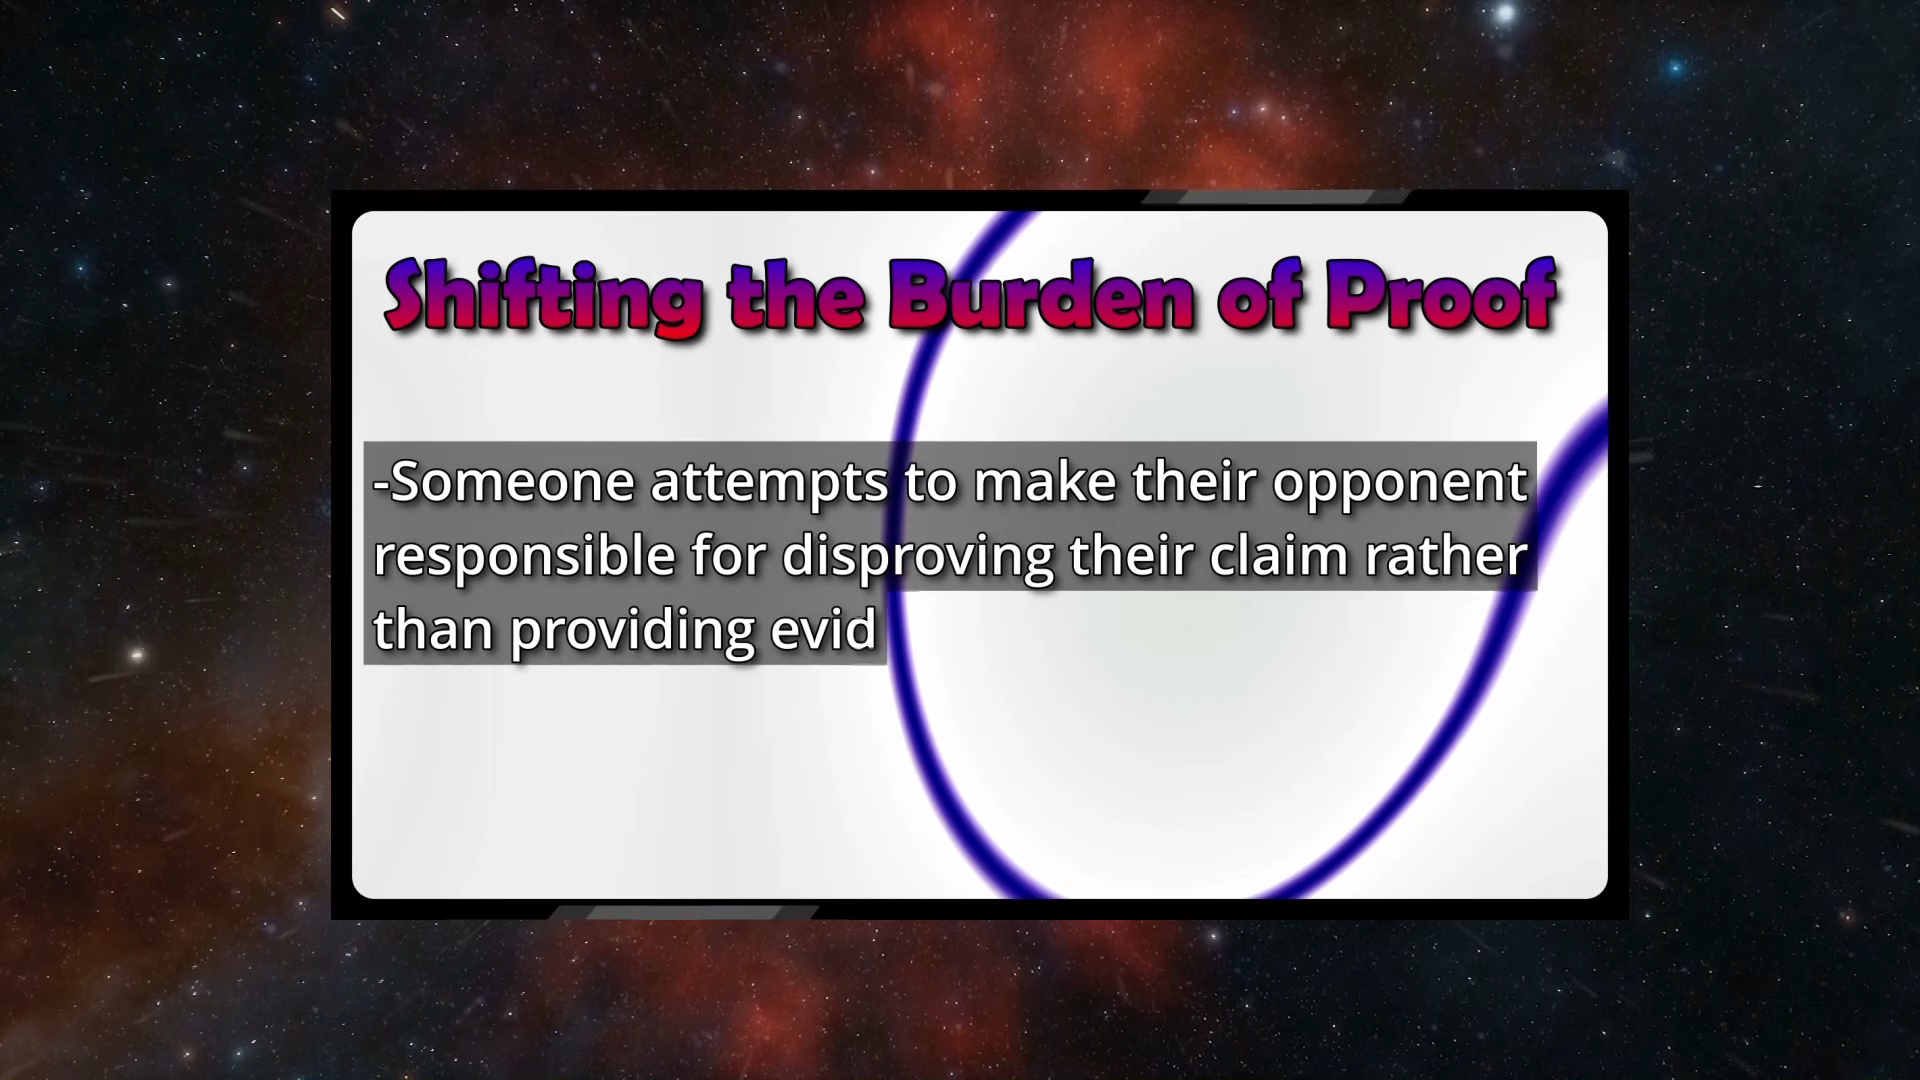 Shifting the Burden of Proof
-Someone attempts to make their opponent
responsible for disproving their claim rather
than providing evid